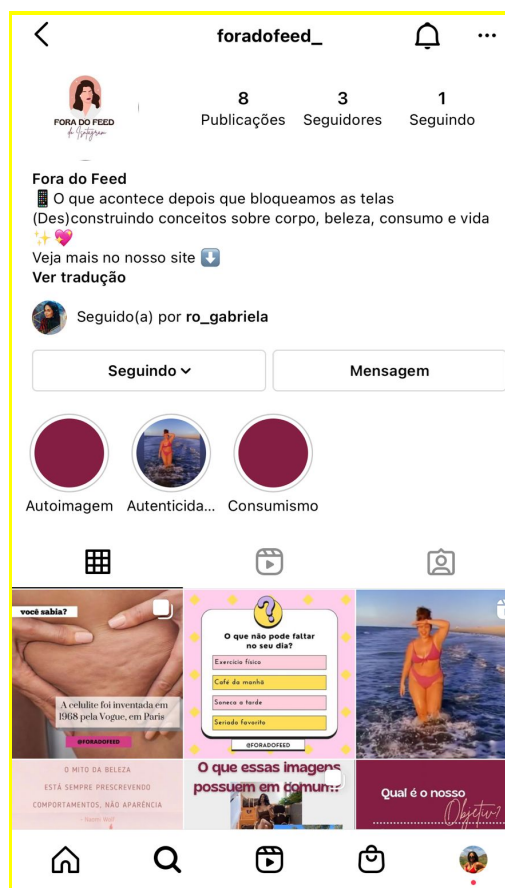 foradofeed_
FORA DO FEED
do Instagram
8
Publicações
3
Seguidores
1
Seguindo
Fora do Feed
O que acontece depois que bloqueamos as telas
(Des)construindo conceitos sobre corpo, beleza, consumo e vida
Veja mais no nosso site
Ver tradução
Seguido(a) por ro_gabriela
Seguindo
Mensagem
Autoimagem
Autenticida...
Consumismo
você sabia?
A celulite foi inventada em
1968 pela Vogue, em Paris
@FORADOFEED
O que não pode faltar
no seu dia?
Exercício físico
Café da manhã
Soneca a tarde
Seriado favorito
@FORADOFEED
O MITO DA BELEZA
ESTÁ SEMPRE PRESCREVENDO
COMPORTAMENTOS, NÃO APARÊNCIA
- Naomi Wolf
O que essas imagens
possuem em comum?
Qual é o nosso
Objetivo?